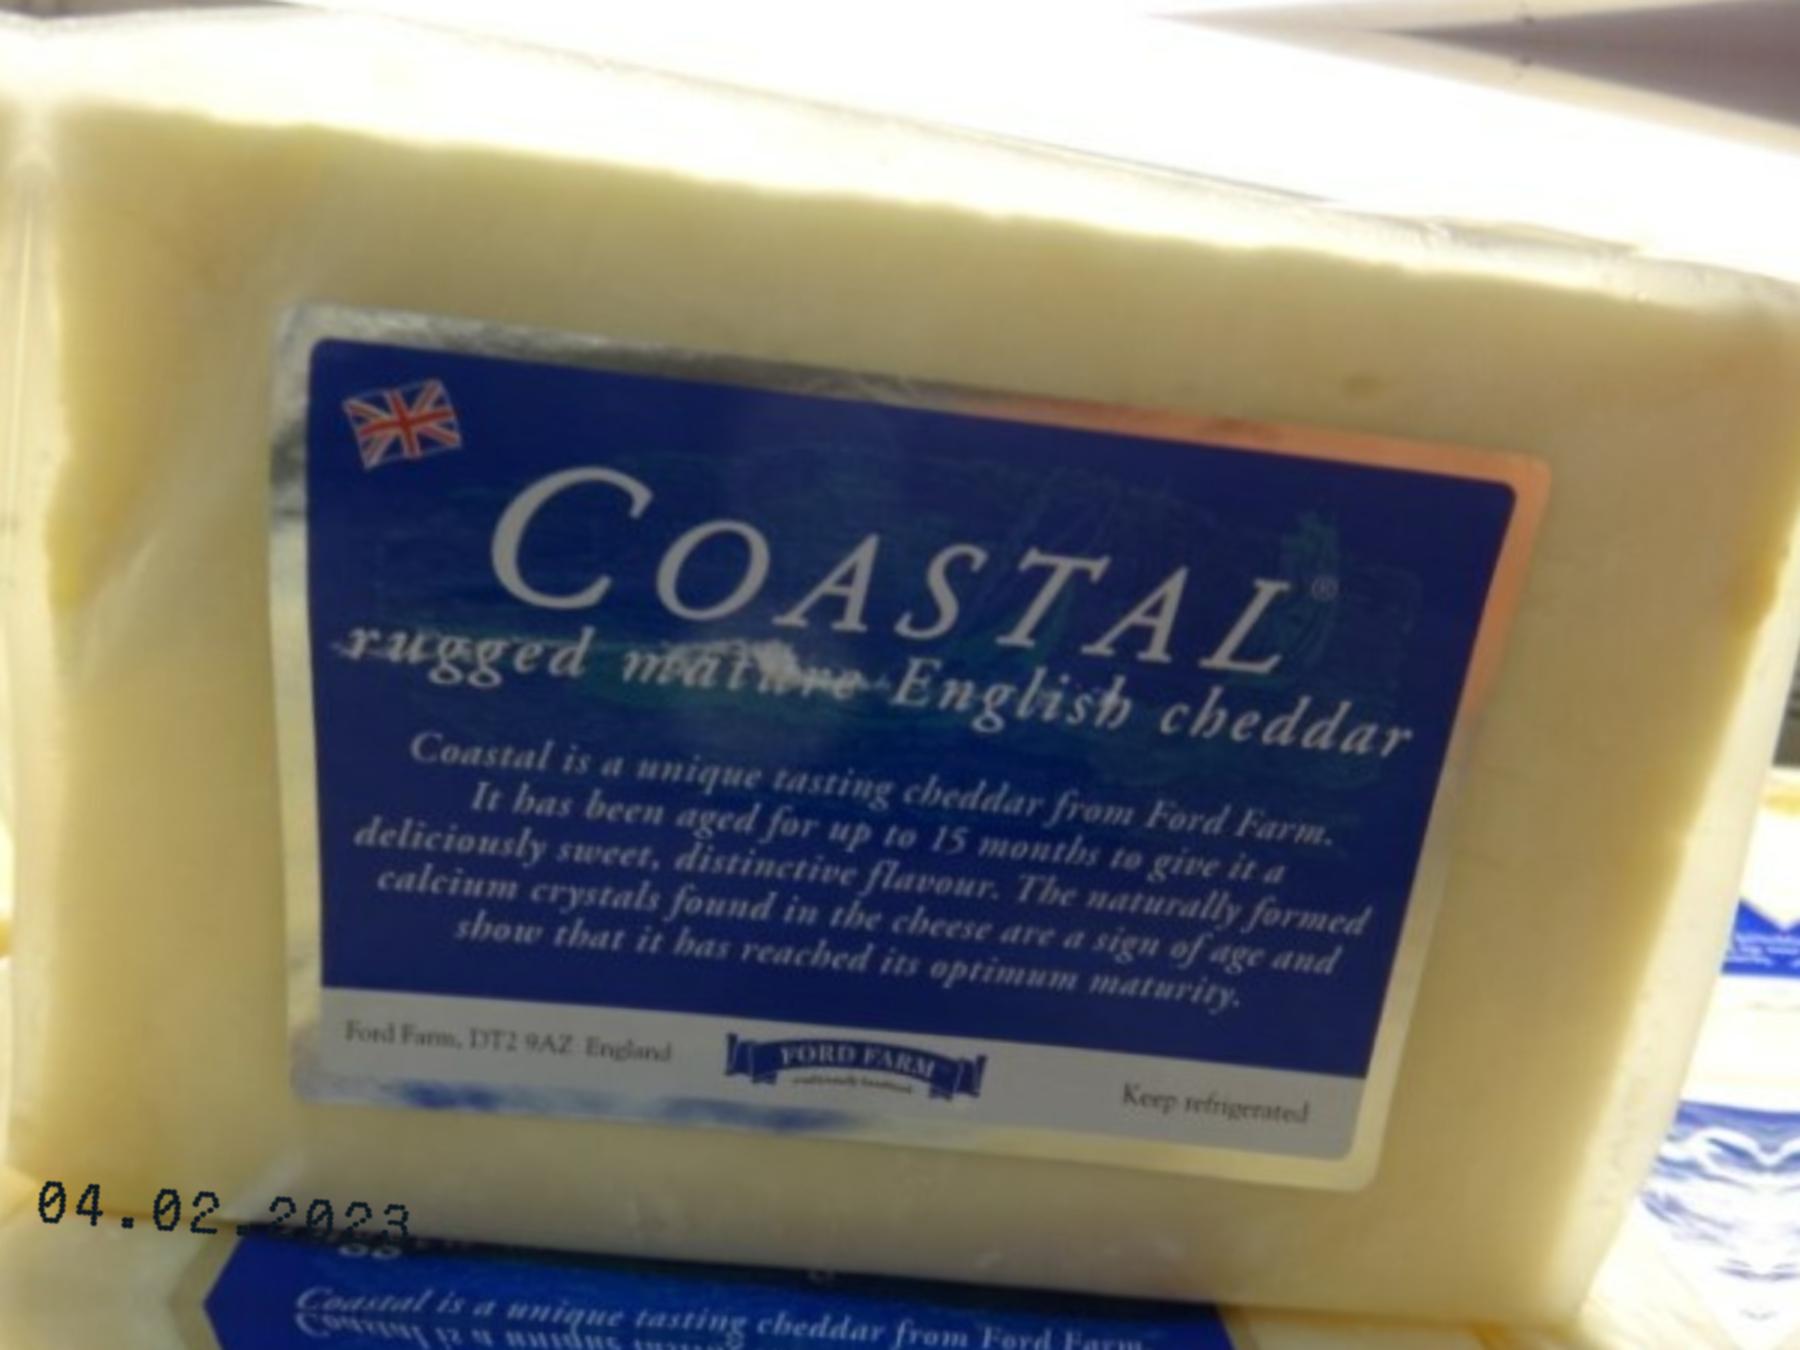 COASTAL®
rugged mature English cheddar
Coastal is a unique tasting cheddar from Ford Farm.
It has been aged for up to 15 months to give it a
deliciously sweet, distinctive flavour. The naturally formed
calcium crystals found in the cheese are a sign of age and
show that it has reached its optimum maturity.
Ford Farm, DT2 9AZ England
FORD FARM
Keep refrigerated
04.02.2023
Coastal is a unique tasting cheddar from Ford Farm.